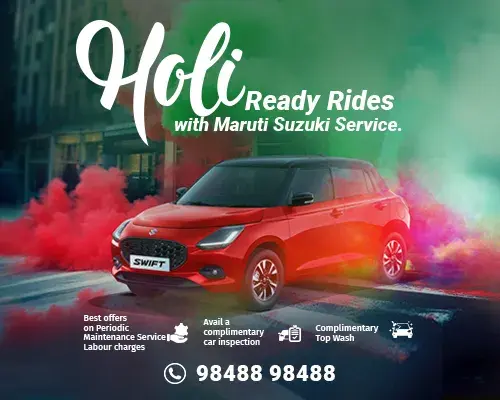 Holi
Ready Rides
with Maruti Suzuki Service.
SWIFT
Best offers
on Periodic
Maintenance Service
Labour charges
Avail a
complimentary
car inspection
Complimentary
Top Wash
98488 98488